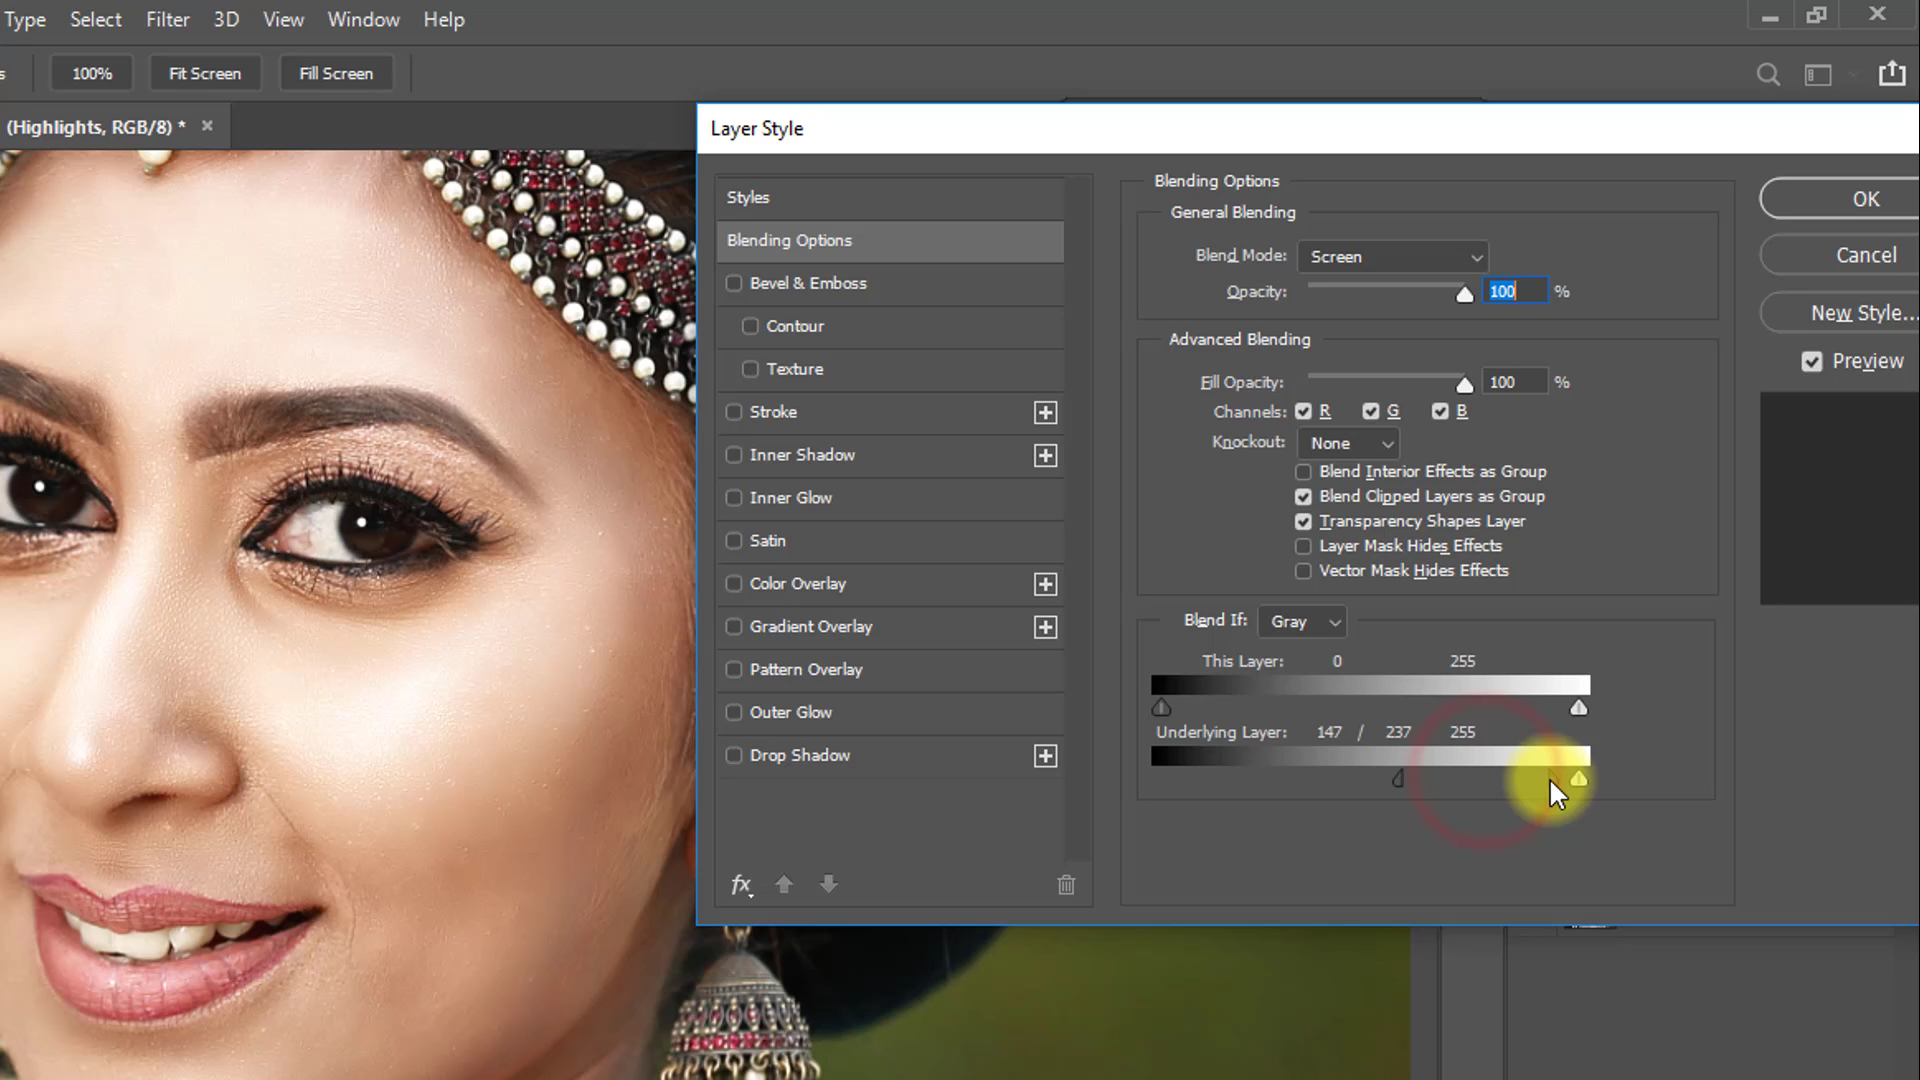 Type Select Filter 3D View Window Help
100% Fit Screen Fill Screen
(Highlights, RGB/8) * ×
Layer Style
Styles
Blending Options
Bevel & Emboss
Contour
Texture
Stroke
Inner Shadow
Inner Glow
Satin
Color Overlay
Gradient Overlay
Pattern Overlay
Outer Glow
Drop Shadow
fx
Blending Options
General Blending
Blend Mode: Screen
Opacity: 100 %
Advanced Blending
Fill Opacity: 100 %
Channels: R G B
Knockout: None
Blend Interior Effects as Group
Blend Clipped Layers as Group
Transparency Shapes Layer
Layer Mask Hides Effects
Vector Mask Hides Effects
Blend If: Gray
This Layer: 0 255
Underlying Layer: 147 / 237 255
OK
Cancel
New Style...
Preview